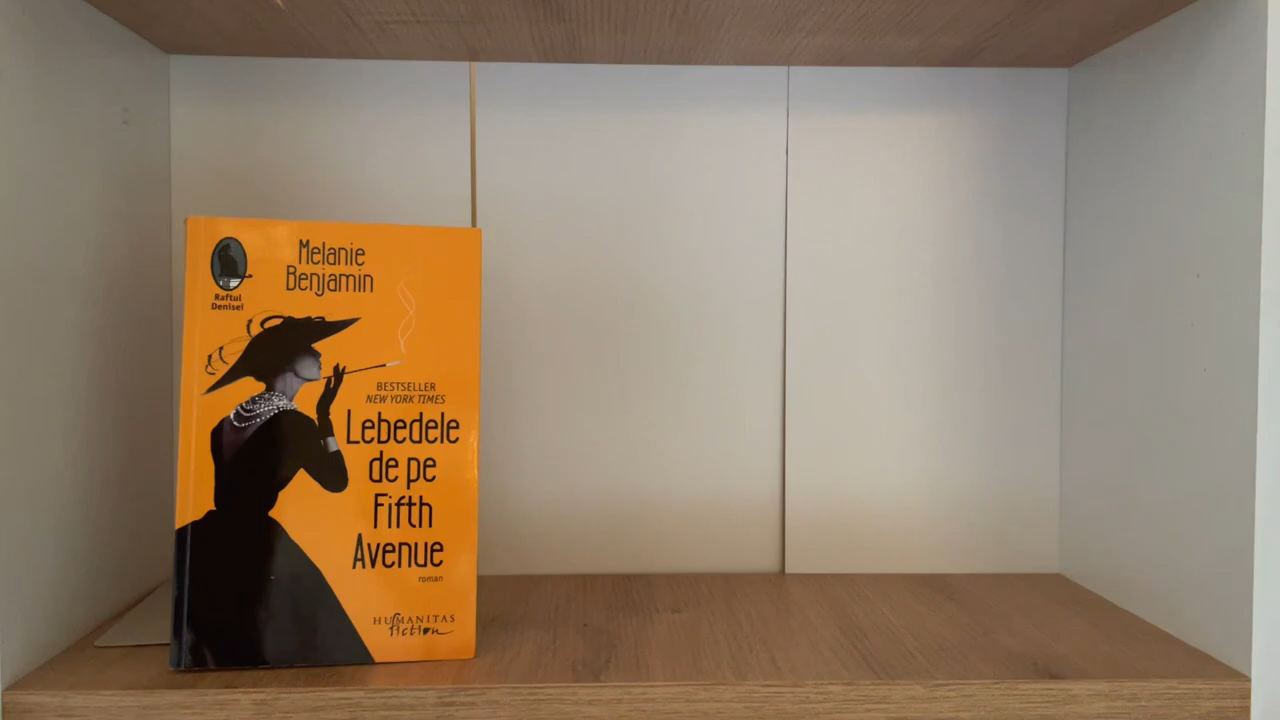 Melanie
Benjamin
Raftul
Denisei
BESTSELLER
NEW YORK TIMES
Lebedele
de pe
Fifth
Avenue
roman
HUMANITAS
fiction